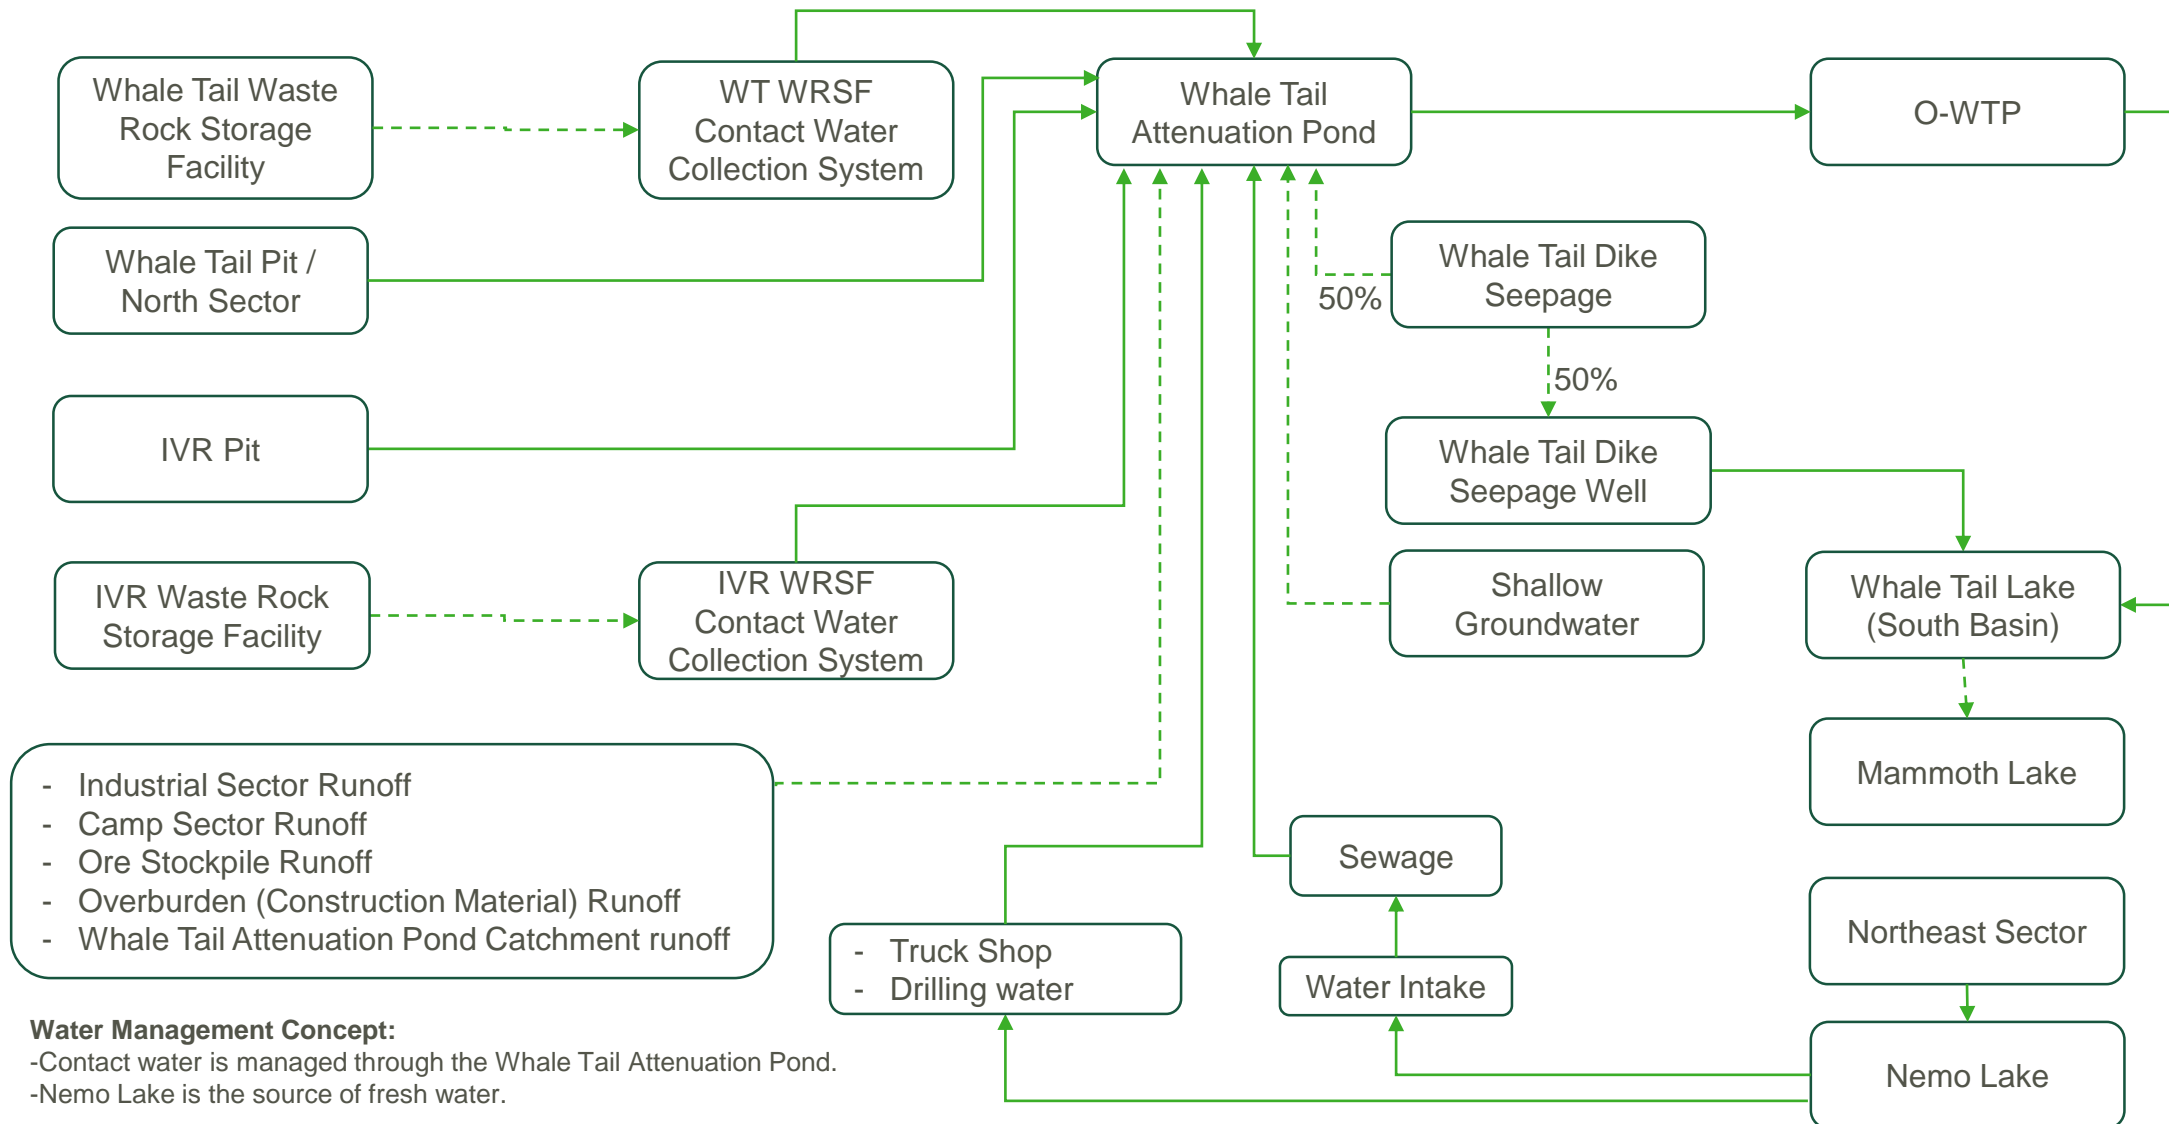 Whale Tail Waste
Rock Storage
Facility
WT WRSF
Contact Water
Collection System
Whale Tail
Attenuation Pond
O-WTP
Whale Tail Pit /
North Sector
Whale Tail Dike
Seepage
50%
50%
IVR Pit
Whale Tail Dike
Seepage Well
IVR Waste Rock
Storage Facility
IVR WRSF
Contact Water
Collection System
Shallow
Groundwater
Whale Tail Lake
(South Basin)
Mammoth Lake
- Industrial Sector Runoff
- Camp Sector Runoff
- Ore Stockpile Runoff
- Overburden (Construction Material) Runoff
- Whale Tail Attenuation Pond Catchment runoff
Sewage
- Truck Shop
- Drilling water
Water Intake
Northeast Sector
Nemo Lake
Water Management Concept:
-Contact water is managed through the Whale Tail Attenuation Pond.
-Nemo Lake is the source of fresh water.